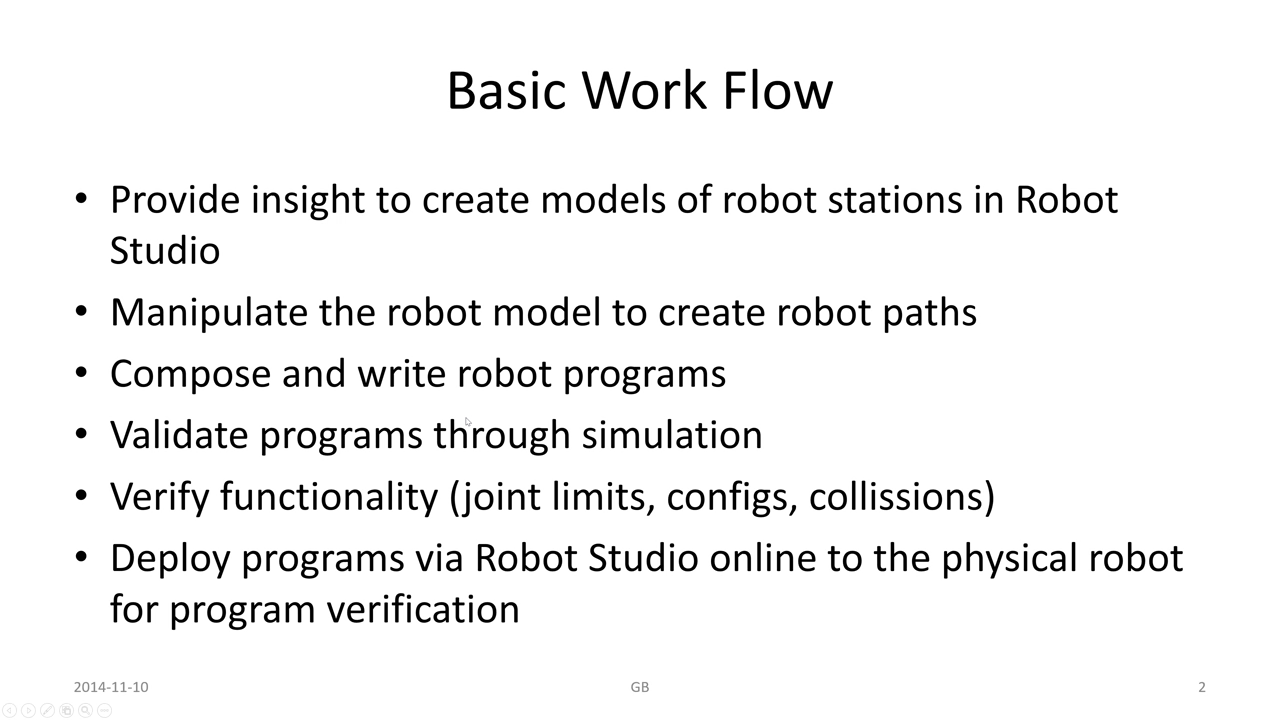 Basic Work Flow
• Provide insight to create models of robot stations in Robot
Studio
• Manipulate the robot model to create robot paths
• Compose and write robot programs
• Validate programs through simulation
• Verify functionality (joint limits, configs, collissions)
• Deploy programs via Robot Studio online to the physical robot
for program verification
2014-11-10
GB
2